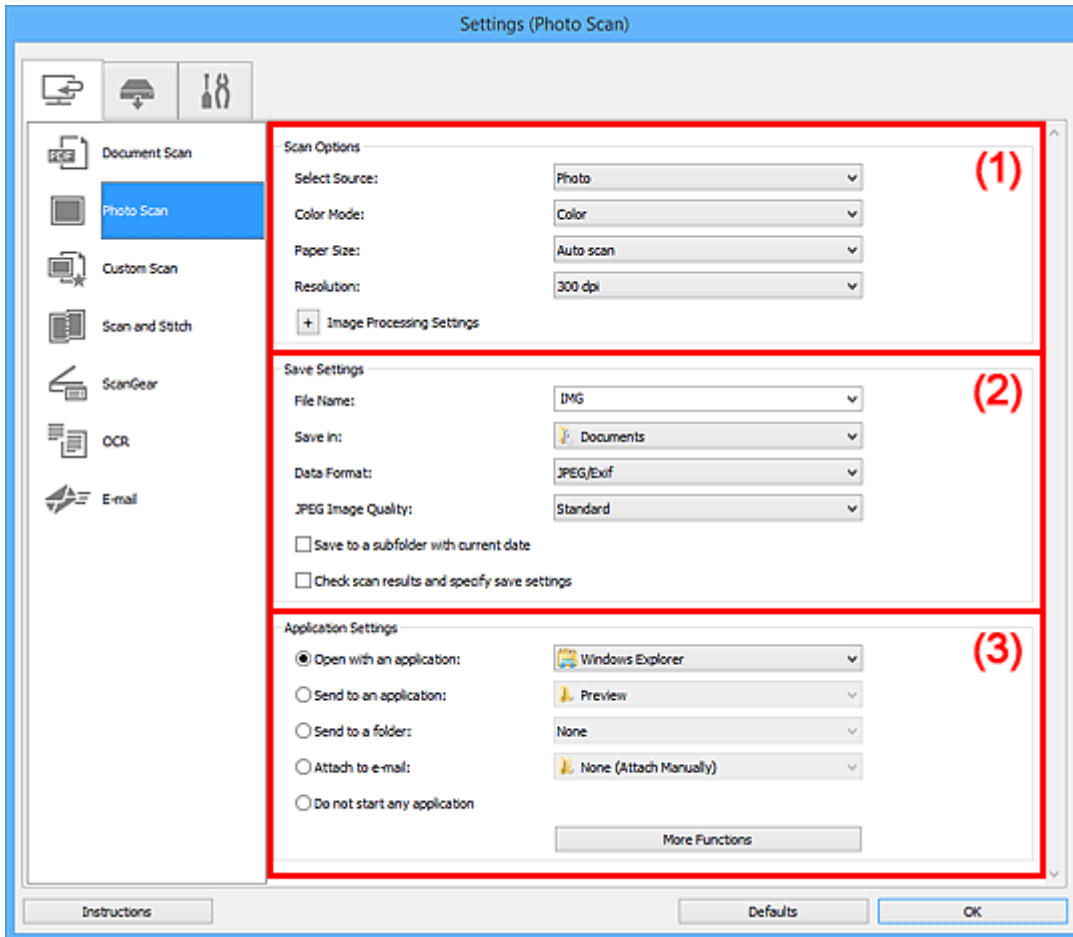 Settings (Photo Scan)
Document Scan
Photo Scan
Custom Scan
Scan and Stitch
ScanGear
OCR
E-mail
Scan Options
(1)
Select Source: Photo
Color Mode: Color
Paper Size: Auto scan
Resolution: 300 dpi
+ Image Processing Settings
Save Settings
(2)
File Name: IMG
Save in: Documents
Data Format: JPEG/Exif
JPEG Image Quality: Standard
Save to a subfolder with current date
Check scan results and specify save settings
Application Settings
(3)
Open with an application: Windows Explorer
Send to an application: Preview
Send to a folder: None
Attach to e-mail: None (Attach Manually)
Do not start any application
More Functions
Instructions Defaults OK